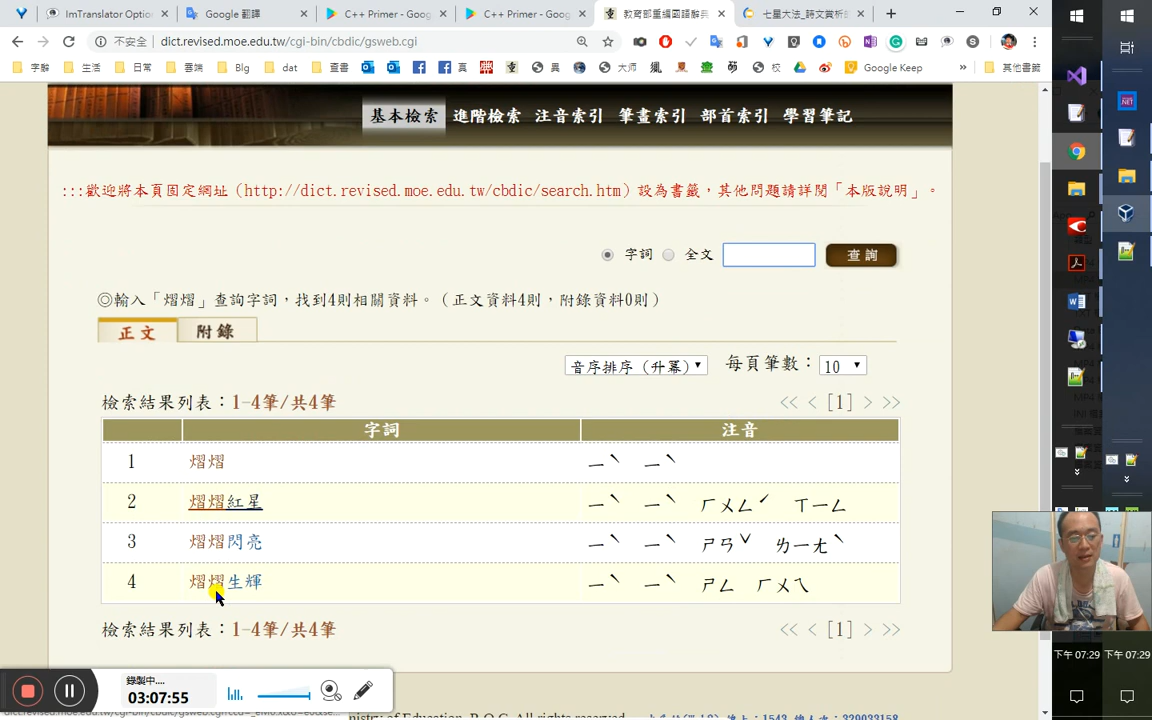 ImTranslator Optio
Google 翻譯
C++ Primer - Goog
C++ Primer - Goog
教育部重編國語辭典
七星大法_蒔文賞析
不安全 | dict.revised.moe.edu.tw/cgi-bin/cbdic/gsweb.cgi
字辭
生活
日常
雲端
Blg
dat
查書
真
異
大师
校
Google Keep
»
其他書籤
基本檢索 進階檢索 注音索引 筆畫索引 部首索引 學習筆記
:::歡迎將本頁固定網址（http://dict.revised.moe.edu.tw/cbdic/search.htm）設為書籤，其他問題請詳閱「本版說明」。
字詞 全文 查詢
◎輸入「熠熠」查詢字詞，找到4則相關資料。（正文資料4則，附錄資料0則）
正文 附錄
音序排序（升冪） 每頁筆數： 10
檢索結果列表：1-4筆/共4筆 << < [1] > >>
字詞 注音
1 熠熠 ㄧˋ ㄧˋ
2 熠熠紅星 ㄧˋ ㄧˋ ㄏㄨㄥˊ ㄒㄧㄥ
3 熠熠閃亮 ㄧˋ ㄧˋ ㄕㄢˇ ㄌㄧㄤˋ
4 熠熠生輝 ㄧˋ ㄧˋ ㄕㄥ ㄏㄨㄟ
檢索結果列表：1-4筆/共4筆 << < [1] > >>
錄製中....
03:07:55
下午 07:29 下午 07:29